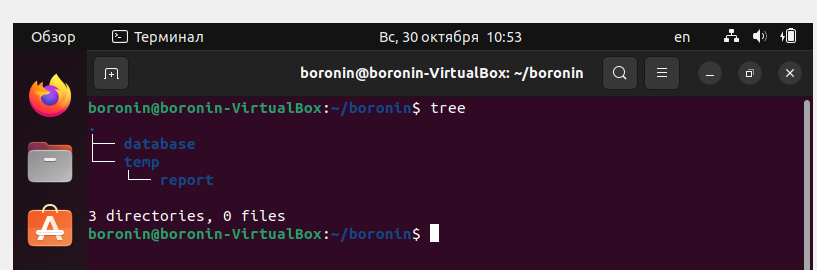 Обзор Терминал Вс, 30 октября 10:53 en
boronin@boronin-VirtualBox: ~/boronin
boronin@boronin-VirtualBox:~/boronin$ tree
.
├── database
└── temp
    └── report
3 directories, 0 files
boronin@boronin-VirtualBox:~/boronin$